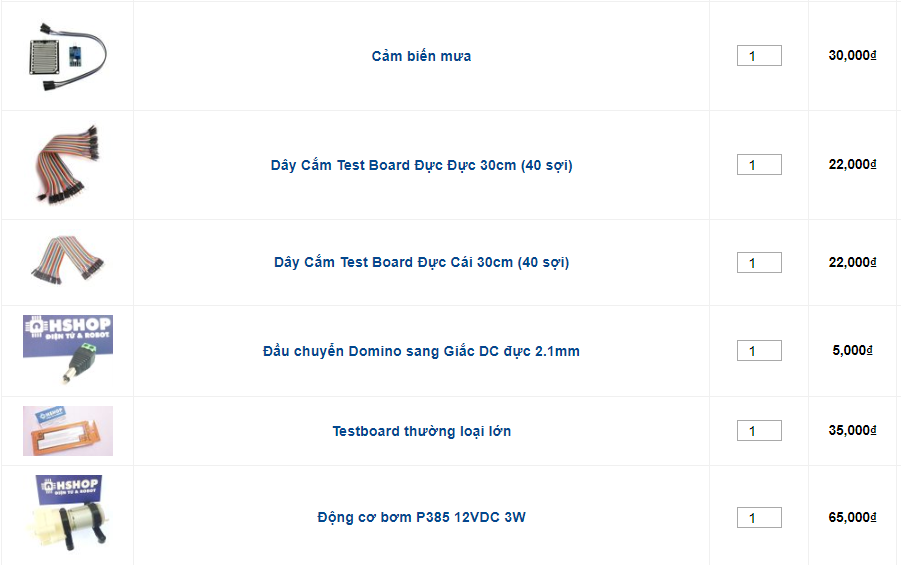 Cảm biến mưa
1
30,000₫
Dây Cắm Test Board Đực Đực 30cm (40 sợi)
1
22,000₫
Dây Cắm Test Board Đực Cái 30cm (40 sợi)
1
22,000₫
HSHOP
ĐIỆN TỬ & ROBOT
Đầu chuyển Domino sang Giắc DC đực 2.1mm
1
5,000₫
HSHOP
Testboard thường loại lớn
1
35,000₫
HSHOP
ĐIỆN TỬ & ROBOT
Động cơ bơm P385 12VDC 3W
1
65,000₫